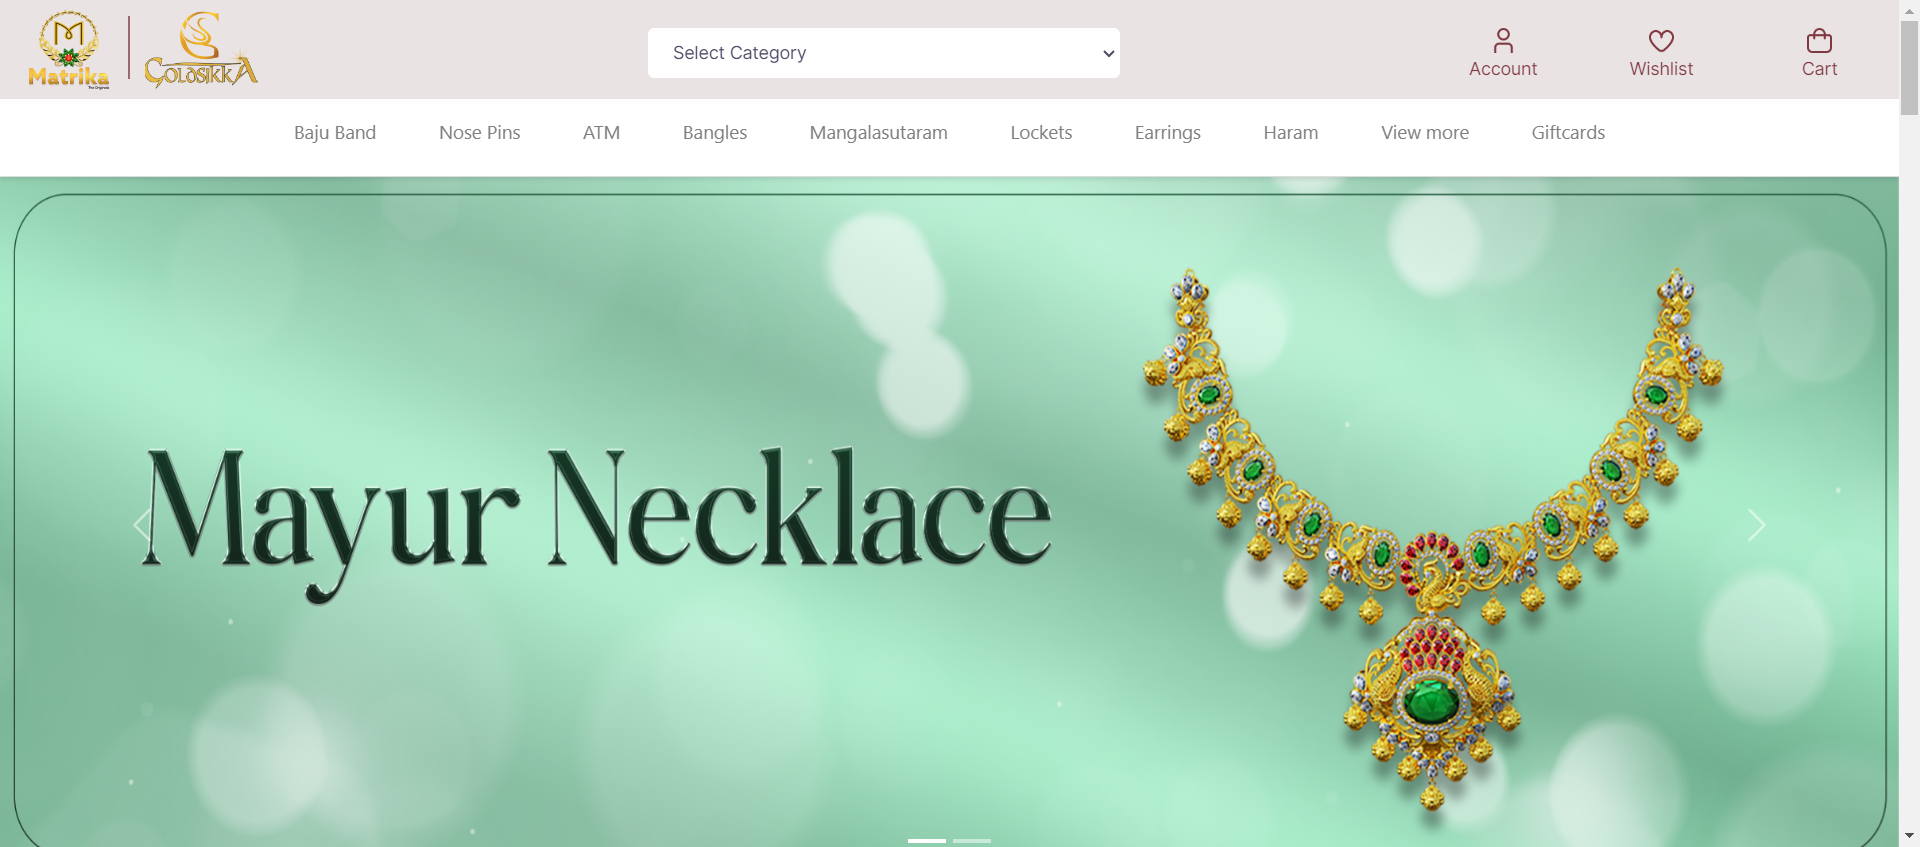 Matrika
GOLDSIKKA
Select Category
Account
Wishlist
Cart
Baju Band
Nose Pins
ATM
Bangles
Mangalasutaram
Lockets
Earrings
Haram
View more
Giftcards
Mayur Necklace